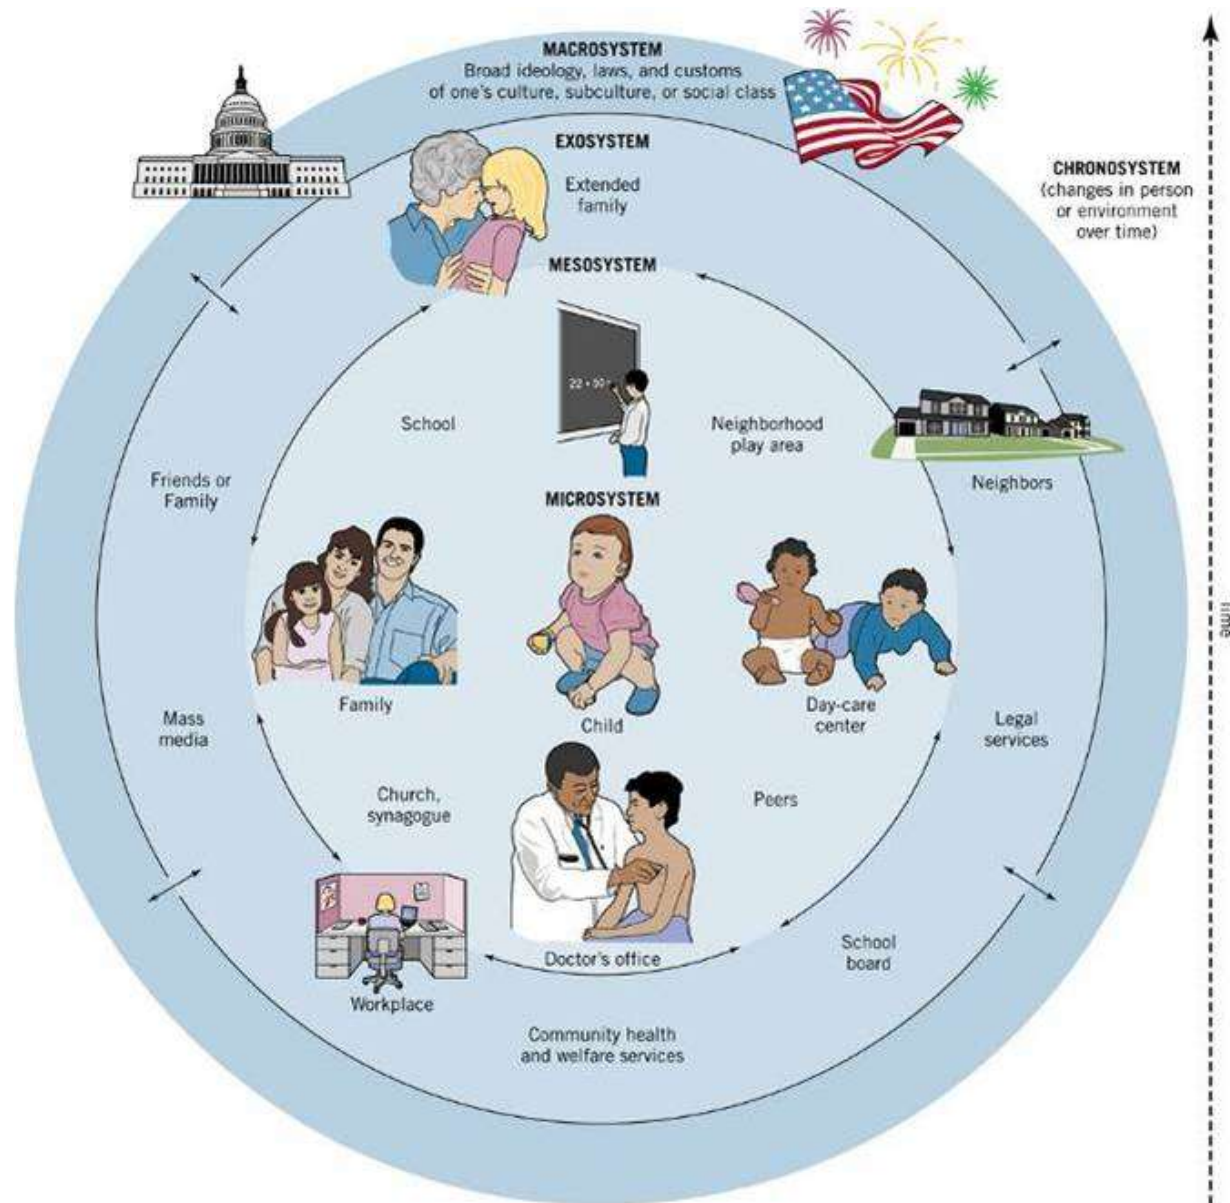 MACROSYSTEM
Broad ideology, laws, and customs
of one's culture, subculture, or social class
EXOSYSTEM
Extended
family
CHRONOSYSTEM
(changes in person
or environment
over time)
MESOSYSTEM
22 + 10
School
Neighborhood
play area
Friends or
Family
Neighbors
MICROSYSTEM
Time
Family
Child
Day-care
center
Mass
media
Legal
services
Church,
synagogue
Peers
Doctor's office
School
board
Workplace
Community health
and welfare services